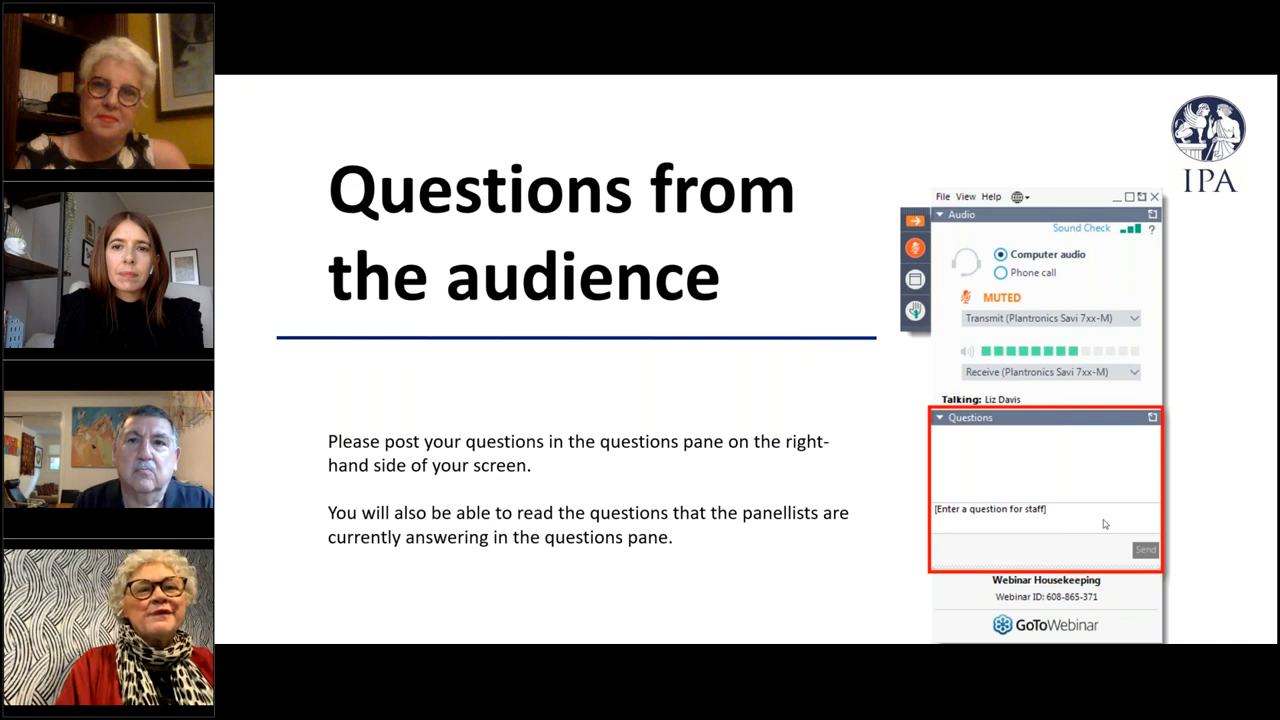 Questions from
the audience
Please post your questions in the questions pane on the right-
hand side of your screen.
You will also be able to read the questions that the panellists are
currently answering in the questions pane.
IPA
File View Help
Audio
Sound Check ?
Computer audio
Phone call
MUTED
Transmit (Plantronics Savi 7xx-M)
Receive (Plantronics Savi 7xx-M)
Talking: Liz Davis
Questions
[Enter a question for staff]
Send
Webinar Housekeeping
Webinar ID: 608-865-371
GoToWebinar